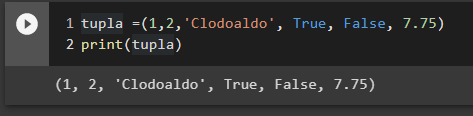 1 tupla =(1,2,'Clodoaldo', True, False, 7.75)
2 print(tupla)
(1, 2, 'Clodoaldo', True, False, 7.75)